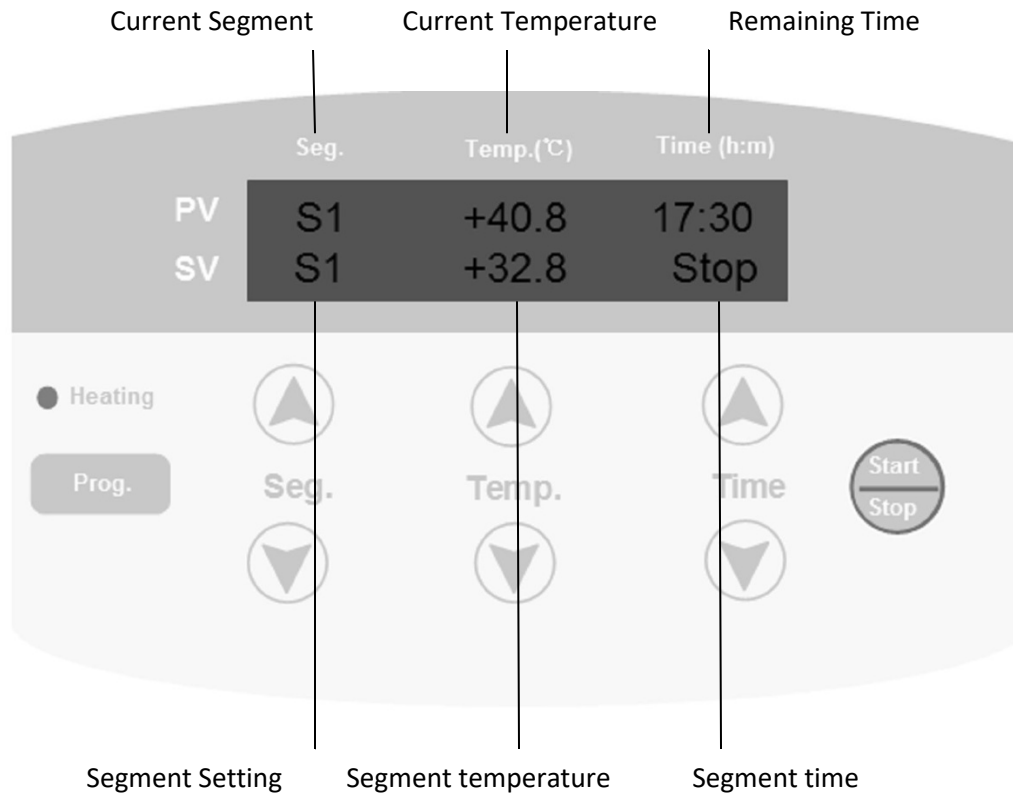 Current Segment Current Temperature Remaining Time
Seg. Temp.(℃) Time (h:m)
PV S1 +40.8 17:30
SV S1 +32.8 Stop
Heating
Prog. Seg. Temp. Time Start
Stop
Segment Setting Segment temperature Segment time